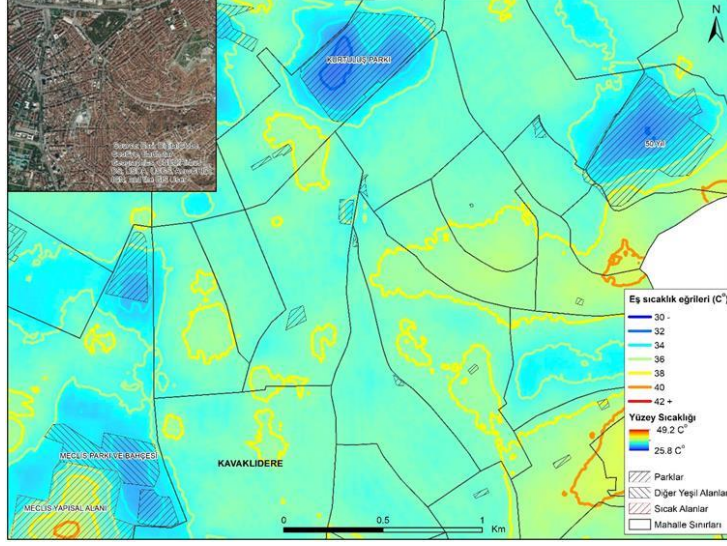 N
KURTULUŞ PARKI
50.YIL
Eş sıcaklık eğrileri (C°)
30 -
32
34
36
38
40
42 +
Yüzey Sıcaklığı
49.2 C°
25.8 C°
Parklar
Diğer Yeşil Alanlar
Sıcak Alanlar
Mahalle Sınırları
MECLİS PARKI VE BAHÇESİ
KAVAKLIDERE
MECLİS YAPISAL ALANI
0 0.5 1
Km